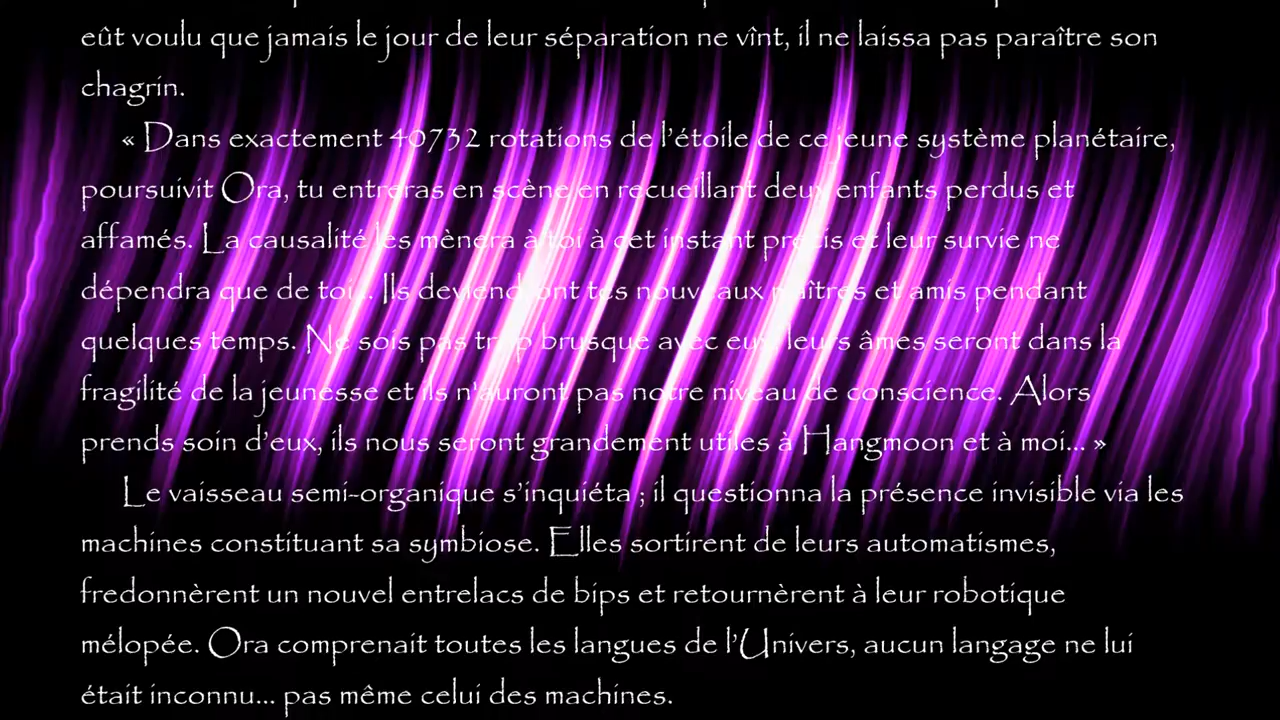 eût voulu que jamais le jour de leur séparation ne vînt, il ne laissa pas paraître son
chagrin.
« Dans exactement 40732 rotations de l'étoile de ce jeune système planétaire,
poursuivit Ora, tu entreras en scène en recueillant deux enfants perdus et
affamés. La causalité les mènera à toi à cet instant précis et leur survie ne
dépendra que de toi... Ils deviendront tes nouveaux maîtres et amis pendant
quelques temps. Ne sois pas trop brusque avec eux, leurs âmes seront dans la
fragilité de la jeunesse et ils n'auront pas notre niveau de conscience. Alors
prends soin d'eux, ils nous seront grandement utiles à Hangmoon et à moi... »
Le vaisseau semi-organique s'inquiéta ; il questionna la présence invisible via les
machines constituant sa symbiose. Elles sortirent de leurs automatismes,
fredonnèrent un nouvel entrelacs de bips et retournèrent à leur robotique
mélopée. Ora comprenait toutes les langues de l'Univers, aucun langage ne lui
était inconnu... pas même celui des machines.